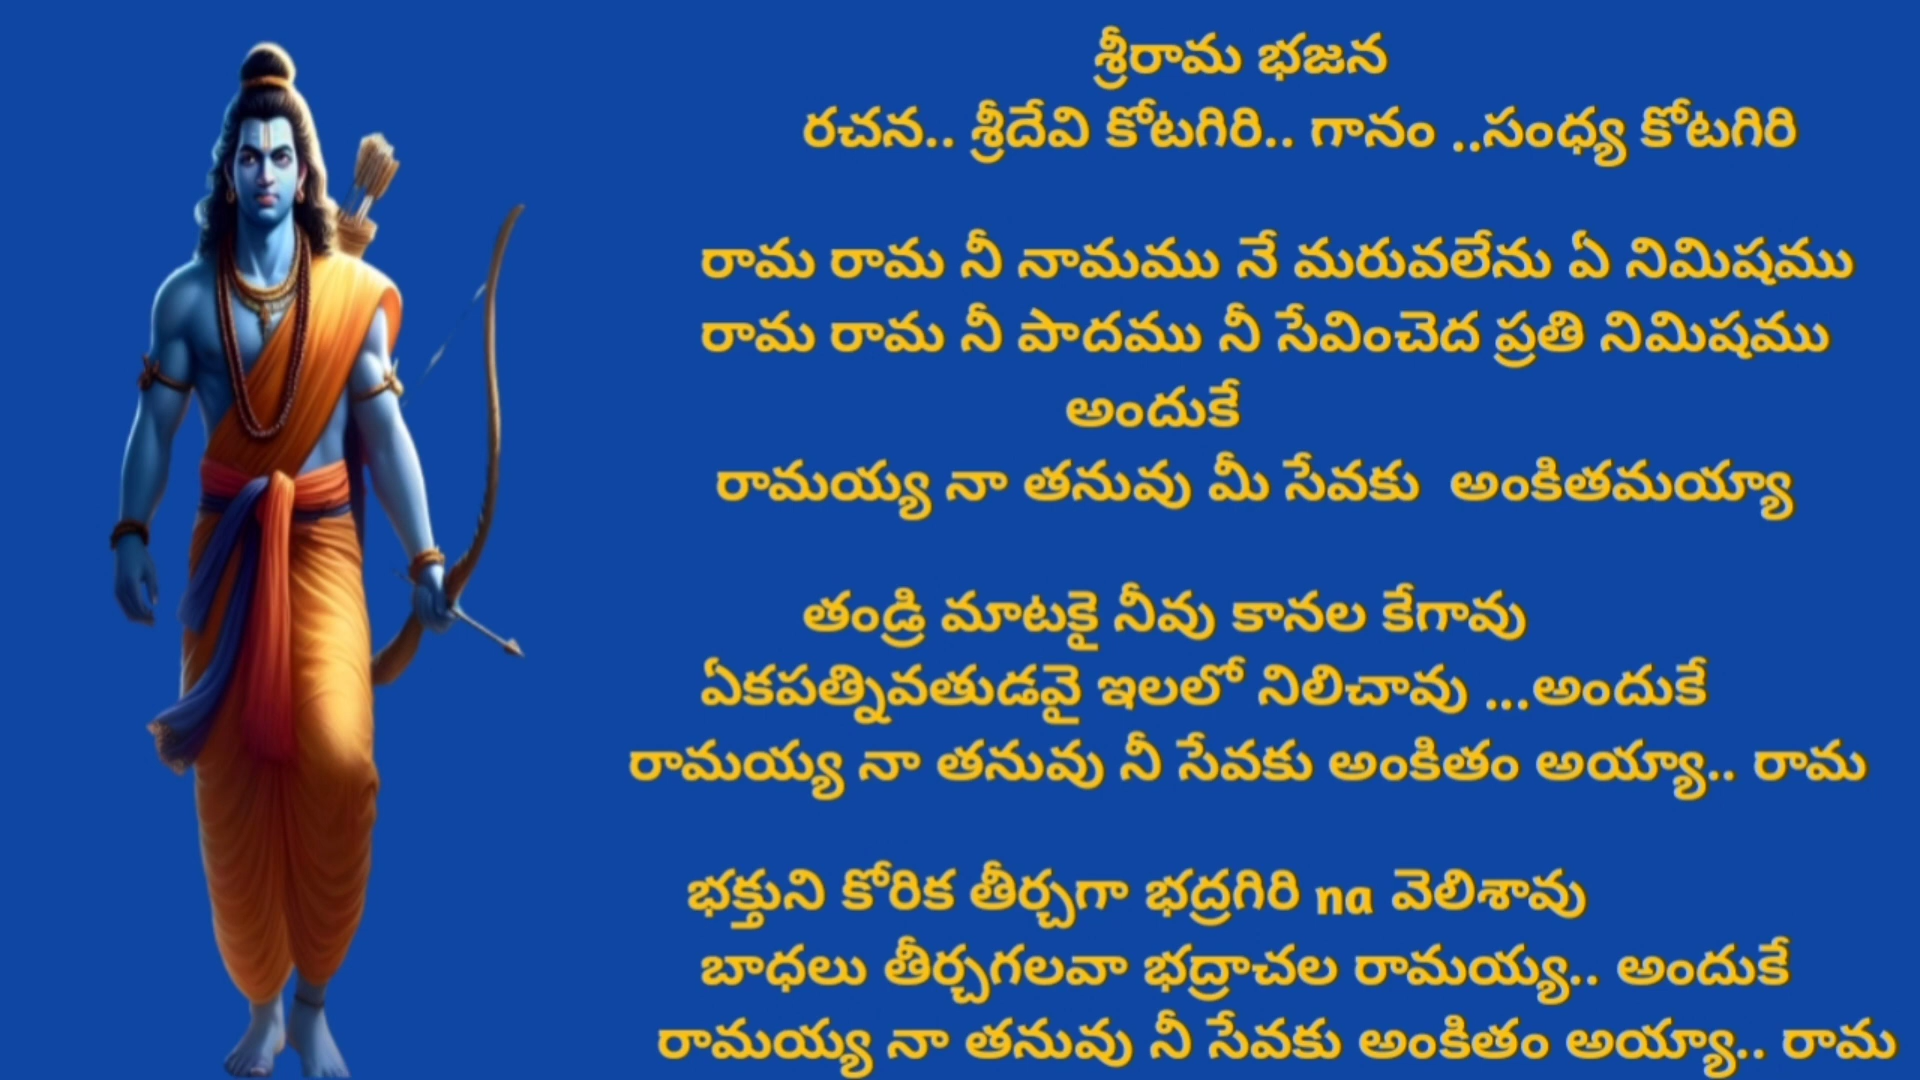 శ్రీరామ భజన
రచన.. శ్రీదేవి కోటగిరి.. గానం ..సంధ్య కోటగిరి
రామ రామ నీ నామము నే మరువలేను ఏ నిమిషము
రామ రామ నీ పాదము నీ సేవించెద ప్రతి నిమిషము
అందుకే
రామయ్య నా తనువు మీ సేవకు అంకితమయ్యా
తండ్రి మాటకై నీవు కానల కేగావు
ఏకపత్నివతుడవై ఇలలో నిలిచావు ...అందుకే
రామయ్య నా తనువు నీ సేవకు అంకితం అయ్యా.. రామ
భక్తుని కోరిక తీర్చగా భద్రగిరి na వెలిశావు
బాధలు తీర్చగలవా భద్రాచల రామయ్య.. అందుకే
రామయ్య నా తనువు నీ సేవకు అంకితం అయ్యా.. రామ